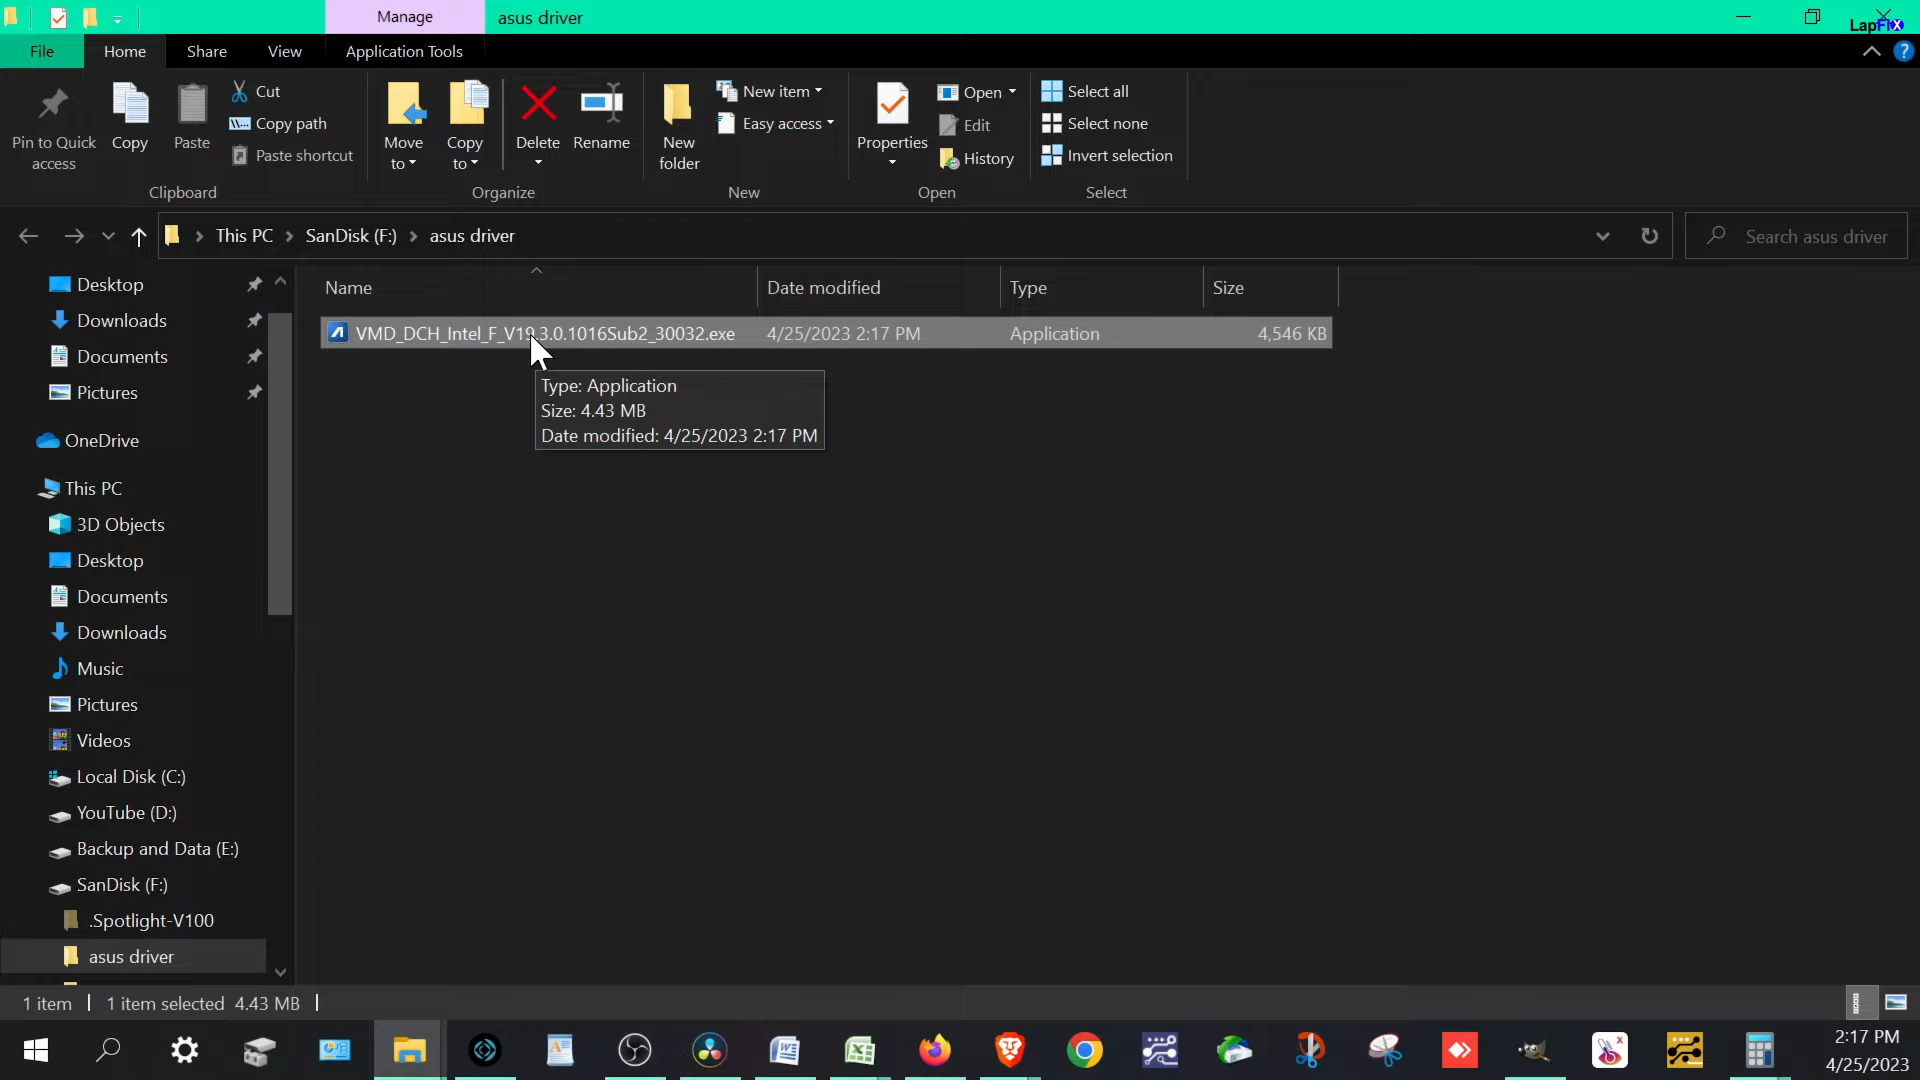 Manage
asus driver
LapFix
File
Home
Share
View
Application Tools
Pin to Quick access
Copy
Paste
Cut
Copy path
Paste shortcut
Clipboard
Move to
Copy to
Delete
Rename
Organize
New folder
New item
Easy access
New
Properties
Open
Edit
History
Open
Select all
Select none
Invert selection
Select
This PC
SanDisk (F:)
asus driver
Search asus driver
Name
Date modified
Type
Size
VMD_DCH_Intel_F_V19.3.0.1016Sub2_30032.exe
4/25/2023 2:17 PM
Application
4,546 KB
Type: Application
Size: 4.43 MB
Date modified: 4/25/2023 2:17 PM
Desktop
Downloads
Documents
Pictures
OneDrive
This PC
3D Objects
Desktop
Documents
Downloads
Music
Pictures
Videos
Local Disk (C:)
YouTube (D:)
Backup and Data (E:)
SanDisk (F:)
.Spotlight-V100
asus driver
1 item
1 item selected 4.43 MB
2:17 PM
4/25/2023